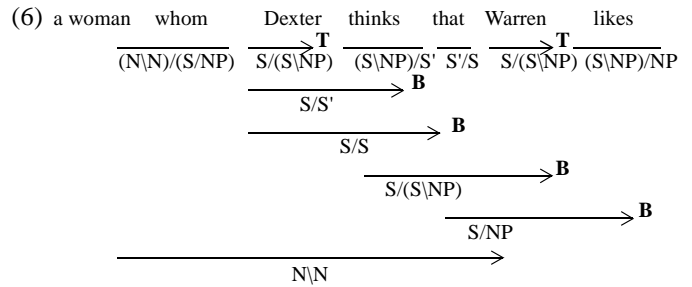 (6) a woman whom Dexter thinks that Warren likes
T T
(N\N)/(S/NP) S/(S\NP) (S\NP)/S' S'/S S/(S\NP) (S\NP)/NP
B
S/S'
B
S/S
B
S/(S\NP)
B
S/NP
N\N